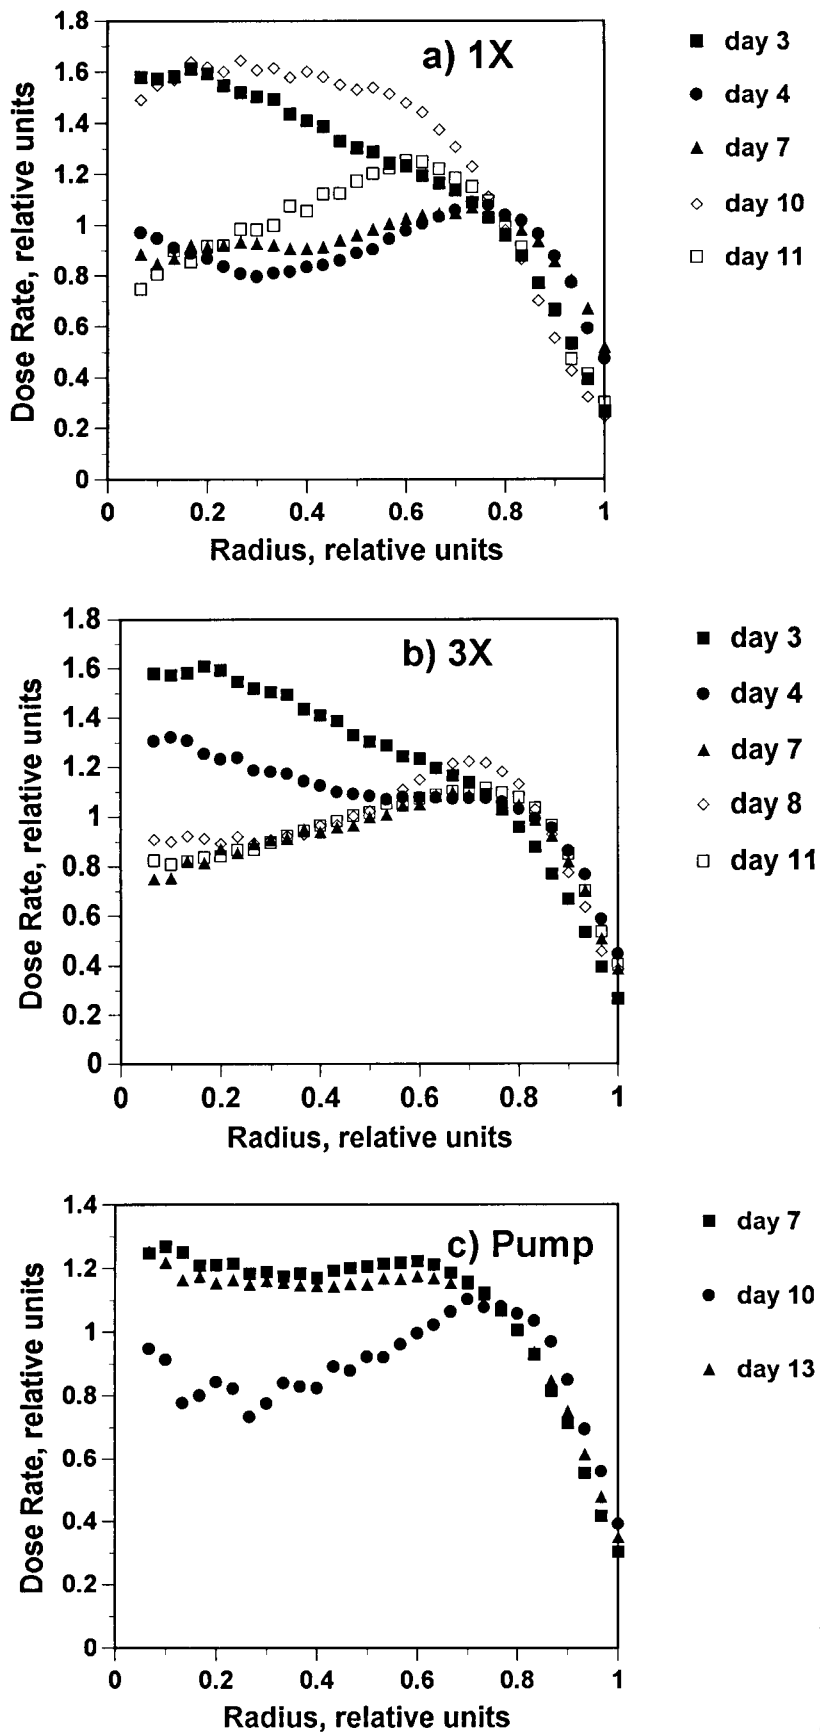 a) 1X
Dose Rate, relative units
1.8
1.6
1.4
1.2
1
0.8
0.6
0.4
0.2
0
0
0.2
0.4
0.6
0.8
1
Radius, relative units
day 3
day 4
day 7
day 10
day 11
b) 3X
Dose Rate, relative units
1.8
1.6
1.4
1.2
1
0.8
0.6
0.4
0.2
0
0
0.2
0.4
0.6
0.8
1
Radius, relative units
day 3
day 4
day 7
day 8
day 11
c) Pump
Dose Rate, relative units
1.4
1.2
1
0.8
0.6
0.4
0.2
0
0
0.2
0.4
0.6
0.8
1
Radius, relative units
day 7
day 10
day 13